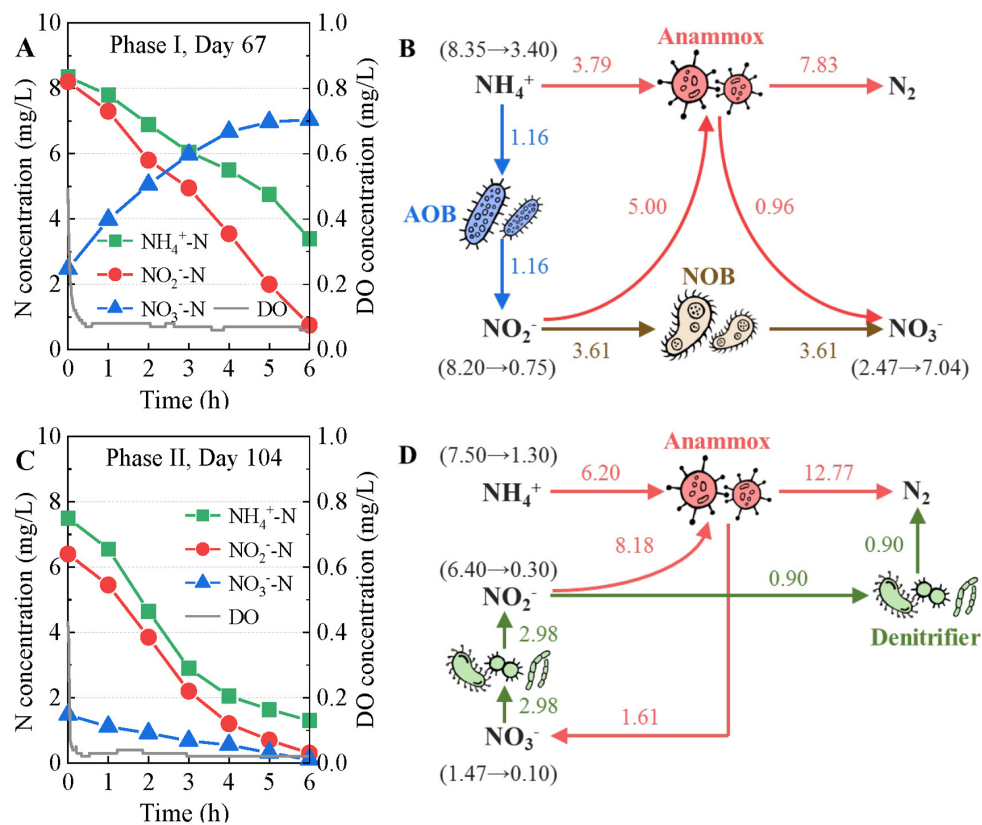 A
Phase I, Day 67
N concentration (mg/L)
10
8
6
4
2
0
NH₄⁺-N
NO₂⁻-N
NO₃⁻-N
DO
1.0
0.8
0.6
0.4
0.2
0.0
DO concentration (mg/L)
0 1 2 3 4 5 6
Time (h)
B
(8.35→3.40)
NH₄⁺
3.79
Anammox
7.83
N₂
1.16
AOB
1.16
5.00
0.96
NOB
NO₂⁻
3.61
3.61
NO₃⁻
(8.20→0.75)
(2.47→7.04)
C
Phase II, Day 104
N concentration (mg/L)
10
8
6
4
2
0
NH₄⁺-N
NO₂⁻-N
NO₃⁻-N
DO
1.0
0.8
0.6
0.4
0.2
0.0
DO concentration (mg/L)
0 1 2 3 4 5 6
Time (h)
D
(7.50→1.30)
NH₄⁺
6.20
Anammox
12.77
N₂
8.18
(6.40→0.30)
NO₂⁻
0.90
0.90
Denitrifier
2.98
2.98
1.61
NO₃⁻
(1.47→0.10)